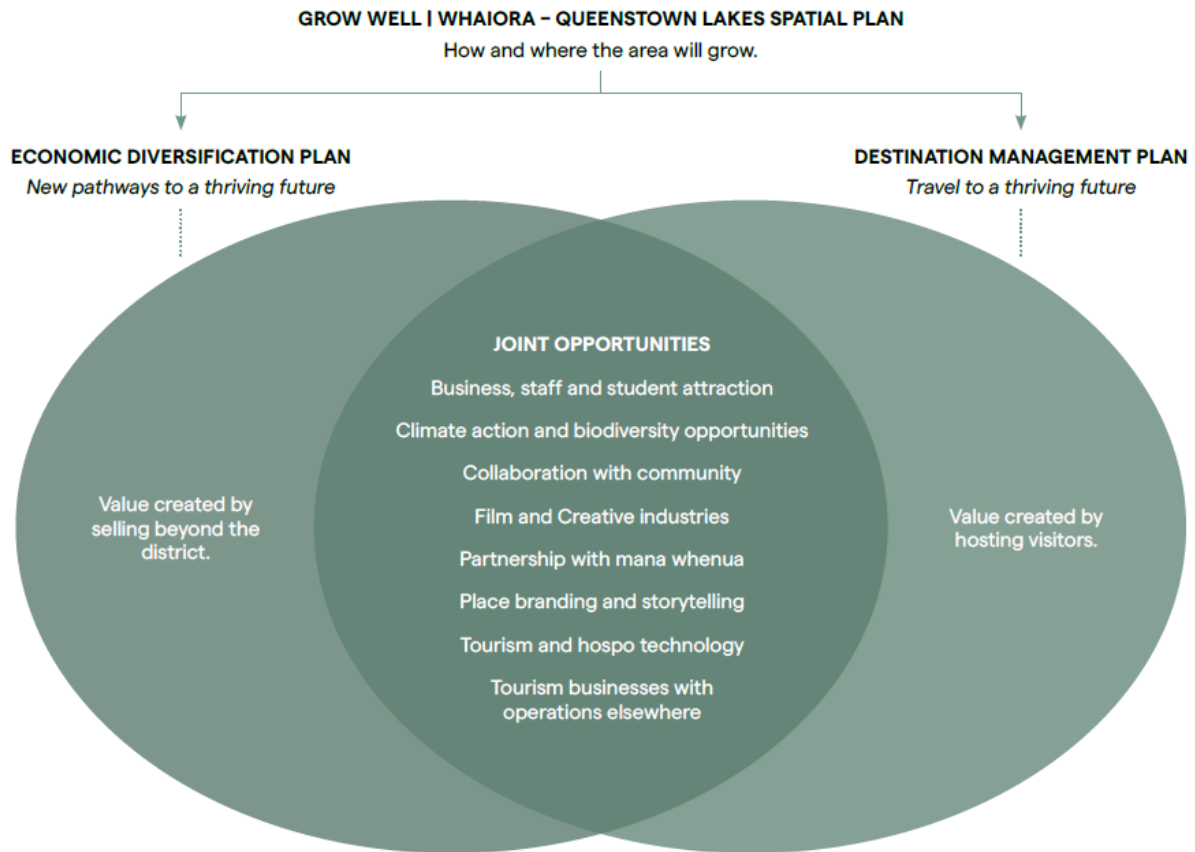 GROW WELL | WHAIORA – QUEENSTOWN LAKES SPATIAL PLAN
How and where the area will grow.
ECONOMIC DIVERSIFICATION PLAN
New pathways to a thriving future
DESTINATION MANAGEMENT PLAN
Travel to a thriving future
Value created by
selling beyond the
district.
JOINT OPPORTUNITIES
Business, staff and student attraction
Climate action and biodiversity opportunities
Collaboration with community
Film and Creative industries
Partnership with mana whenua
Place branding and storytelling
Tourism and hospo technology
Tourism businesses with
operations elsewhere
Value created by
hosting visitors.